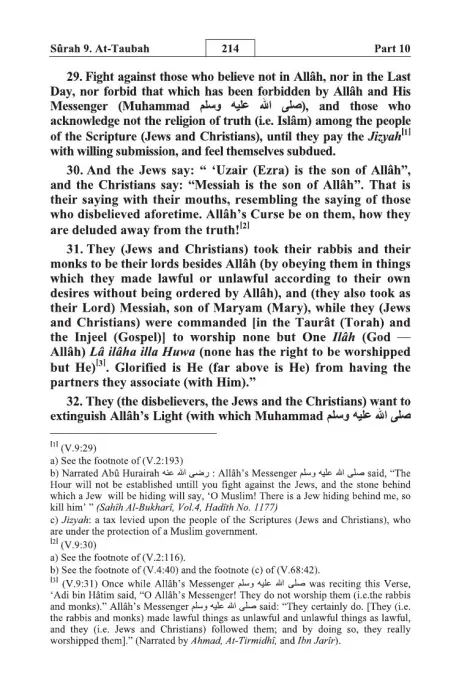 Sûrah 9. At-Taubah 214 Part 10
29. Fight against those who believe not in Allâh, nor in the Last
Day, nor forbid that which has been forbidden by Allâh and His
Messenger (Muhammad صلى الله عليه وسلم), and those who
acknowledge not the religion of truth (i.e. Islâm) among the people
of the Scripture (Jews and Christians), until they pay the Jizyah[1]
with willing submission, and feel themselves subdued.
30. And the Jews say: “ ‘Uzair (Ezra) is the son of Allâh”,
and the Christians say: “Messiah is the son of Allâh”. That is
their saying with their mouths, resembling the saying of those
who disbelieved aforetime. Allâh’s Curse be on them, how they
are deluded away from the truth![2]
31. They (Jews and Christians) took their rabbis and their
monks to be their lords besides Allâh (by obeying them in things
which they made lawful or unlawful according to their own
desires without being ordered by Allâh), and (they also took as
their Lord) Messiah, son of Maryam (Mary), while they (Jews
and Christians) were commanded [in the Taurât (Torah) and
the Injeel (Gospel)] to worship none but One Ilâh (God —
Allâh) Lâ ilâha illa Huwa (none has the right to be worshipped
but He)[3]. Glorified is He (far above is He) from having the
partners they associate (with Him).”
32. They (the disbelievers, the Jews and the Christians) want to
extinguish Allâh’s Light (with which Muhammad صلى الله عليه وسلم
[1] (V.9:29)
a) See the footnote of (V.2:193)
b) Narrated Abû Hurairah رضى الله عنه : Allâh’s Messenger صلى الله عليه وسلم said, “The
Hour will not be established untill you fight against the Jews, and the stone behind
which a Jew will be hiding will say, ‘O Muslim! There is a Jew hiding behind me, so
kill him’ ” (Sahîh Al-Bukharî, Vol.4, Hadîth No. 1177)
c) Jizyah: a tax levied upon the people of the Scriptures (Jews and Christians), who
are under the protection of a Muslim government.
[2] (V.9:30)
a) See the footnote of (V.2:116).
b) See the footnote of (V.4:40) and the footnote (c) of (V.68:42).
[3] (V.9:31) Once while Allâh’s Messenger صلى الله عليه وسلم was reciting this Verse,
‘Adi bin Hâtim said, “O Allâh’s Messenger! They do not worship them (i.e.the rabbis
and monks).” Allâh’s Messenger صلى الله عليه وسلم said: “They certainly do. [They (i.e.
the rabbis and monks) made lawful things as unlawful and unlawful things as lawful,
and they (i.e. Jews and Christians) followed them; and by doing so, they really
worshipped them].” (Narrated by Ahmad, At-Tirmidhî, and Ibn Jarîr).